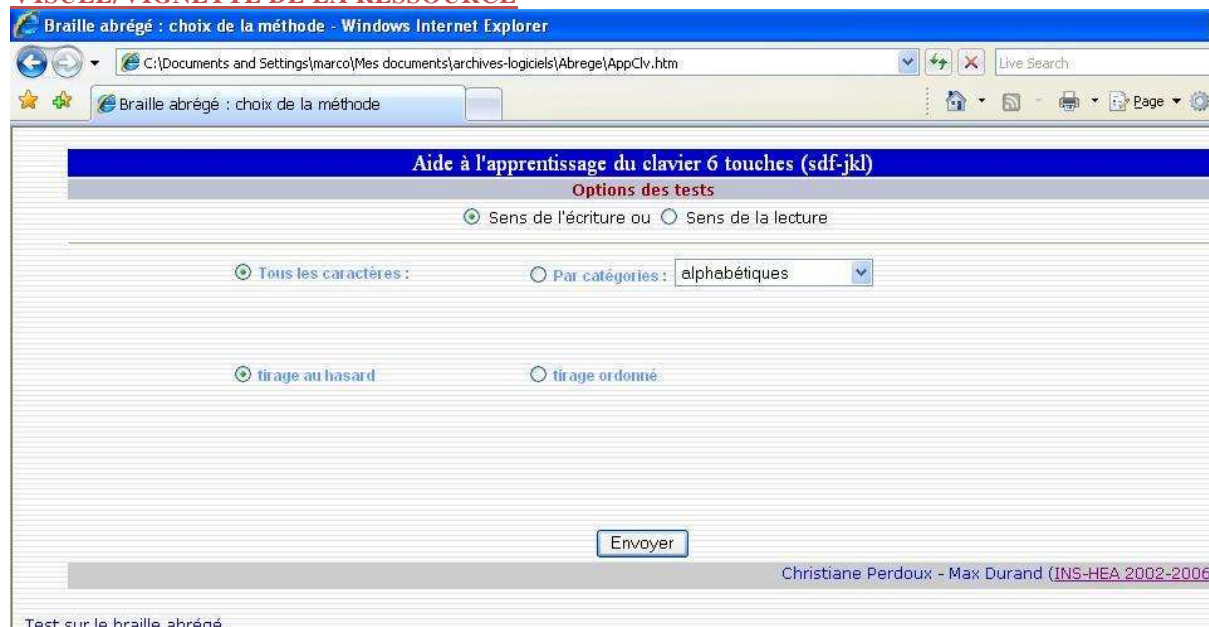 VISUEL/VIGNETTE DE LA RESSOURCE
Braille abrégé : choix de la méthode - Windows Internet Explorer
C:\Documents and Settings\marco\Mes documents\archives-logiciels\Abrege\AppClv.htm
Live Search
Braille abrégé : choix de la méthode
Page
Aide à l'apprentissage du clavier 6 touches (sdf-jkl)
Options des tests
Sens de l'écriture ou Sens de la lecture
Tous les caractères : Par catégories : alphabétiques
tirage au hasard tirage ordonné
Envoyer
Christiane Perdoux - Max Durand (INS-HEA 2002-2006
Test sur le braille abrégé